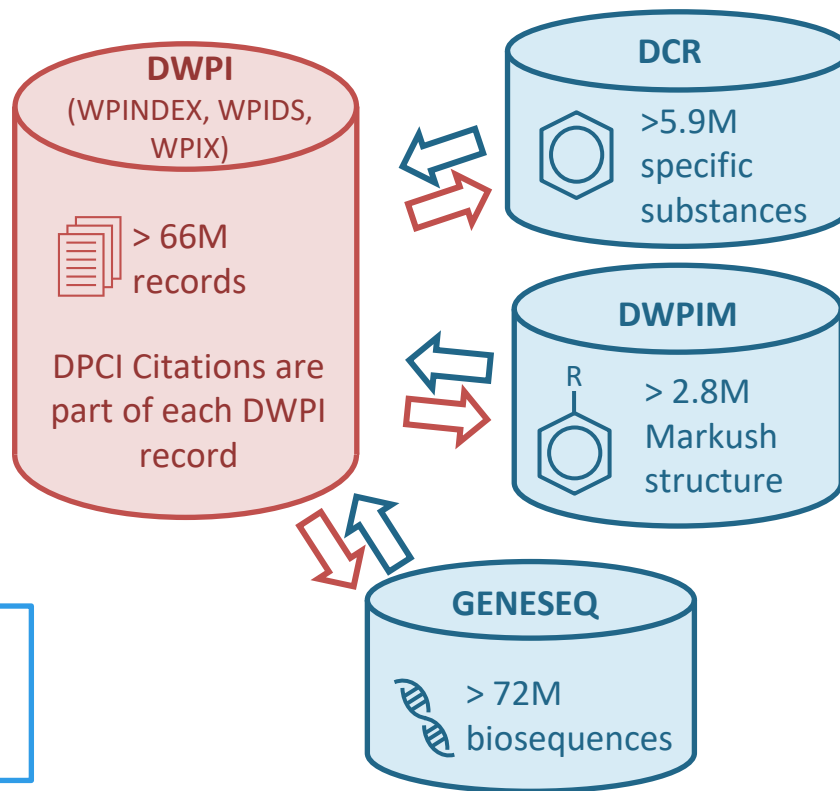 DWPI
(WPINDEX, WPIDS,
WPIX)
> 66M
records
DPCI Citations are
part of each DWPI
record
DCR
>5.9M
specific
substances
DWPIM
R
> 2.8M
Markush
structure
GENESEQ
> 72M
biosequences